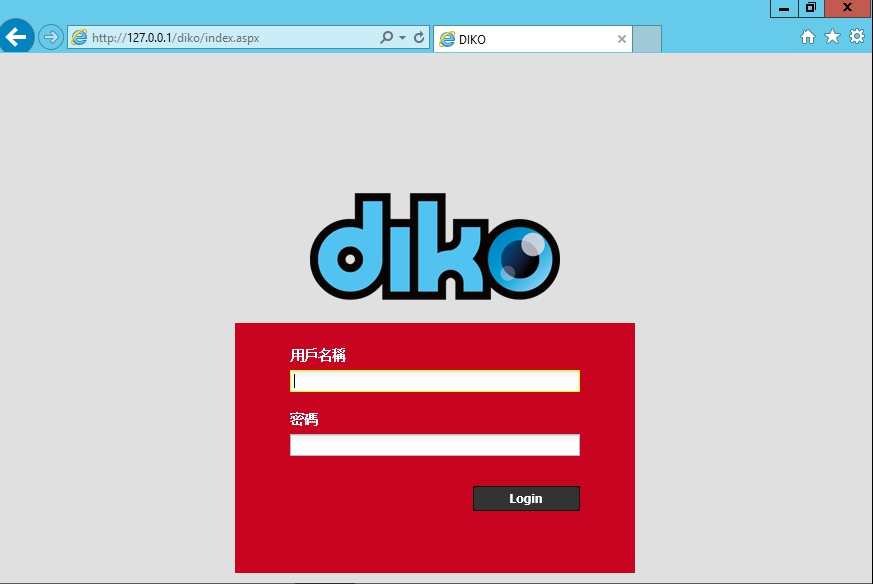 http://127.0.0.1/diko/index.aspx
DIKO
diko
用戶名稱
密碼
Login